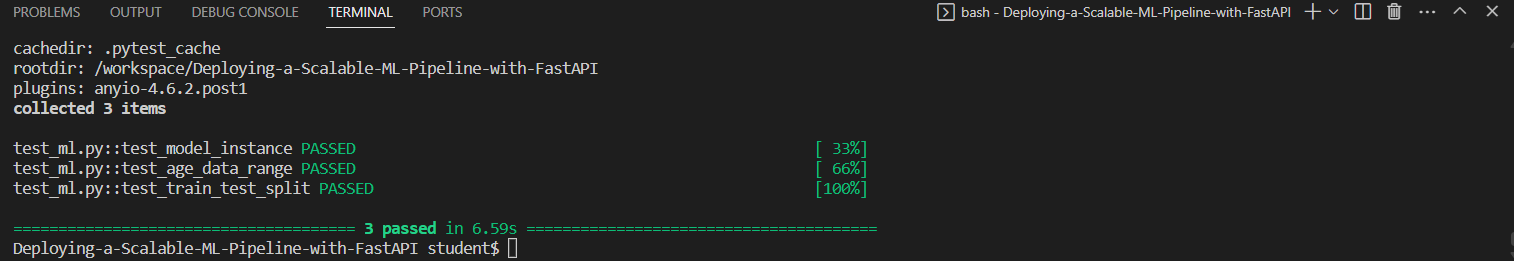 PROBLEMS OUTPUT DEBUG CONSOLE TERMINAL PORTS bash - Deploying-a-Scalable-ML-Pipeline-with-FastAPI
cachedir: .pytest_cache
rootdir: /workspace/Deploying-a-Scalable-ML-Pipeline-with-FastAPI
plugins: anyio-4.6.2.post1
collected 3 items
test_ml.py::test_model_instance PASSED [ 33%]
test_ml.py::test_age_data_range PASSED [ 66%]
test_ml.py::test_train_test_split PASSED [100%]
====================================== 3 passed in 6.59s =======================================
Deploying-a-Scalable-ML-Pipeline-with-FastAPI student$